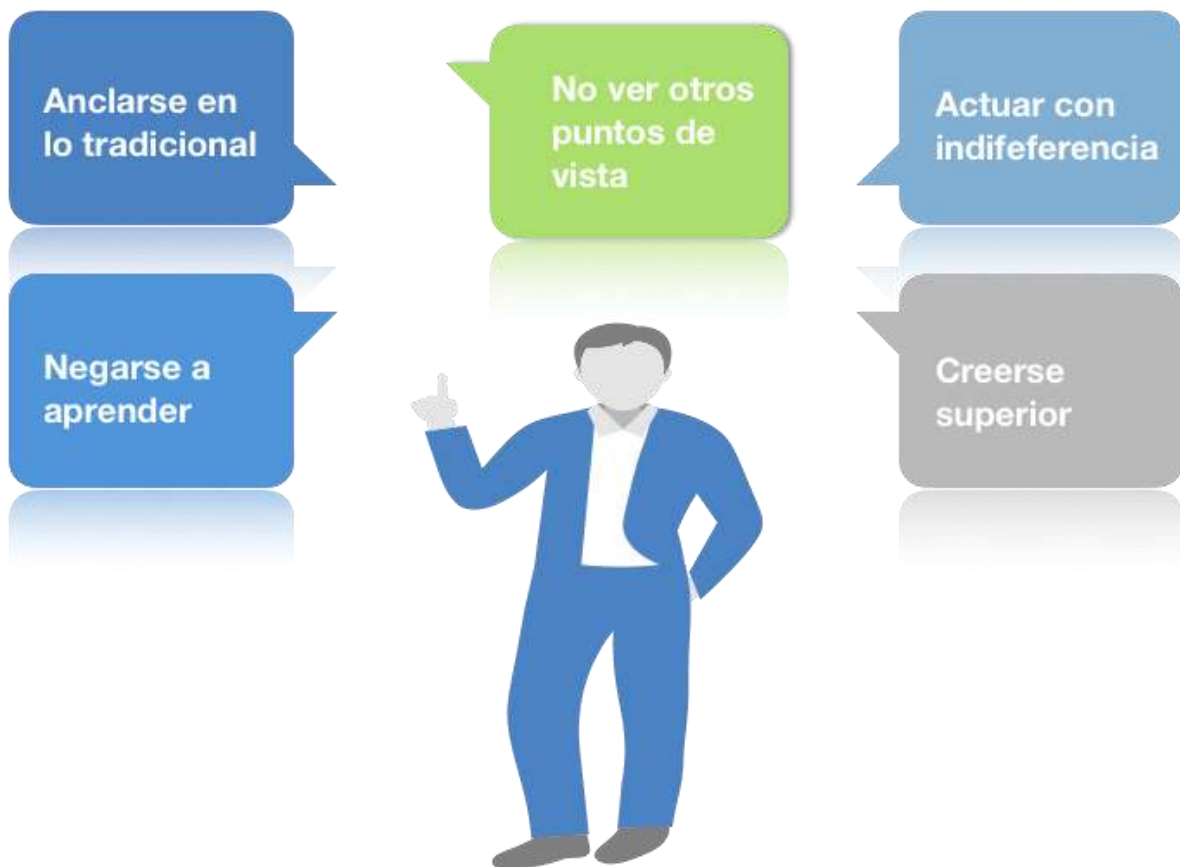 Anclarse en
lo tradicional
No ver otros
puntos de
vista
Actuar con
indifeferencia
Negarse a
aprender
Creerse
superior